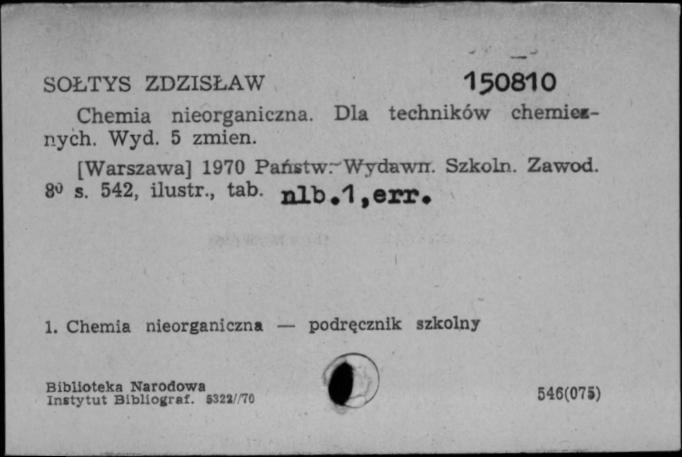 SOŁTYS ZDZISŁAW 150810
Chemia nieorganiczna. Dla techników chemicz-
nych. Wyd. 5 zmien.
[Warszawa] 1970 Państw. Wydawn. Szkoln. Zawod.
8⁰ s. 542, ilustr., tab. nlb.1,err.
1. Chemia nieorganiczna — podręcznik szkolny
Biblioteka Narodowa
Instytut Bibliograf. 5322//70
546(075)